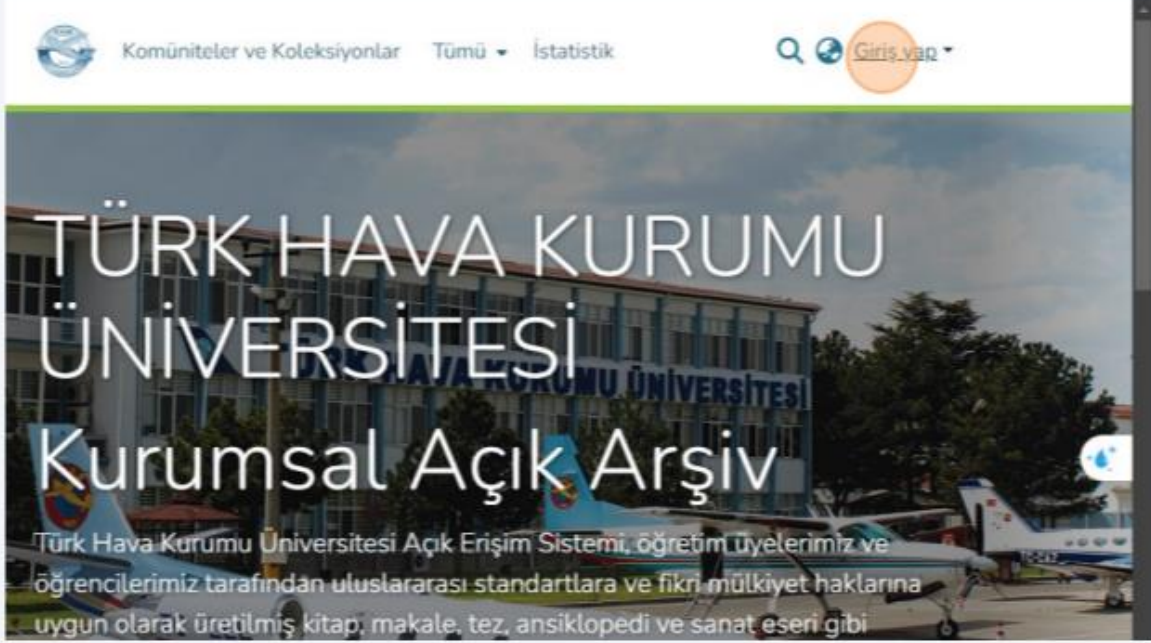 Komüniteler ve Koleksiyonlar Tümü İstatistik Giriş yap
TÜRK HAVA KURUMU
ÜNİVERSİTESİ
TÜRK HAVA KURUMU ÜNİVERSİTESİ
Kurumsal Açık Arşiv
Türk Hava Kurumu Üniversitesi Açık Erişim Sistemi, öğretim üyelerimiz ve
öğrencilerimiz tarafından uluslararası standartlara ve fikri mülkiyet haklarına
uygun olarak üretilmiş kitap, makale, tez, ansiklopedi ve sanat eseri gibi